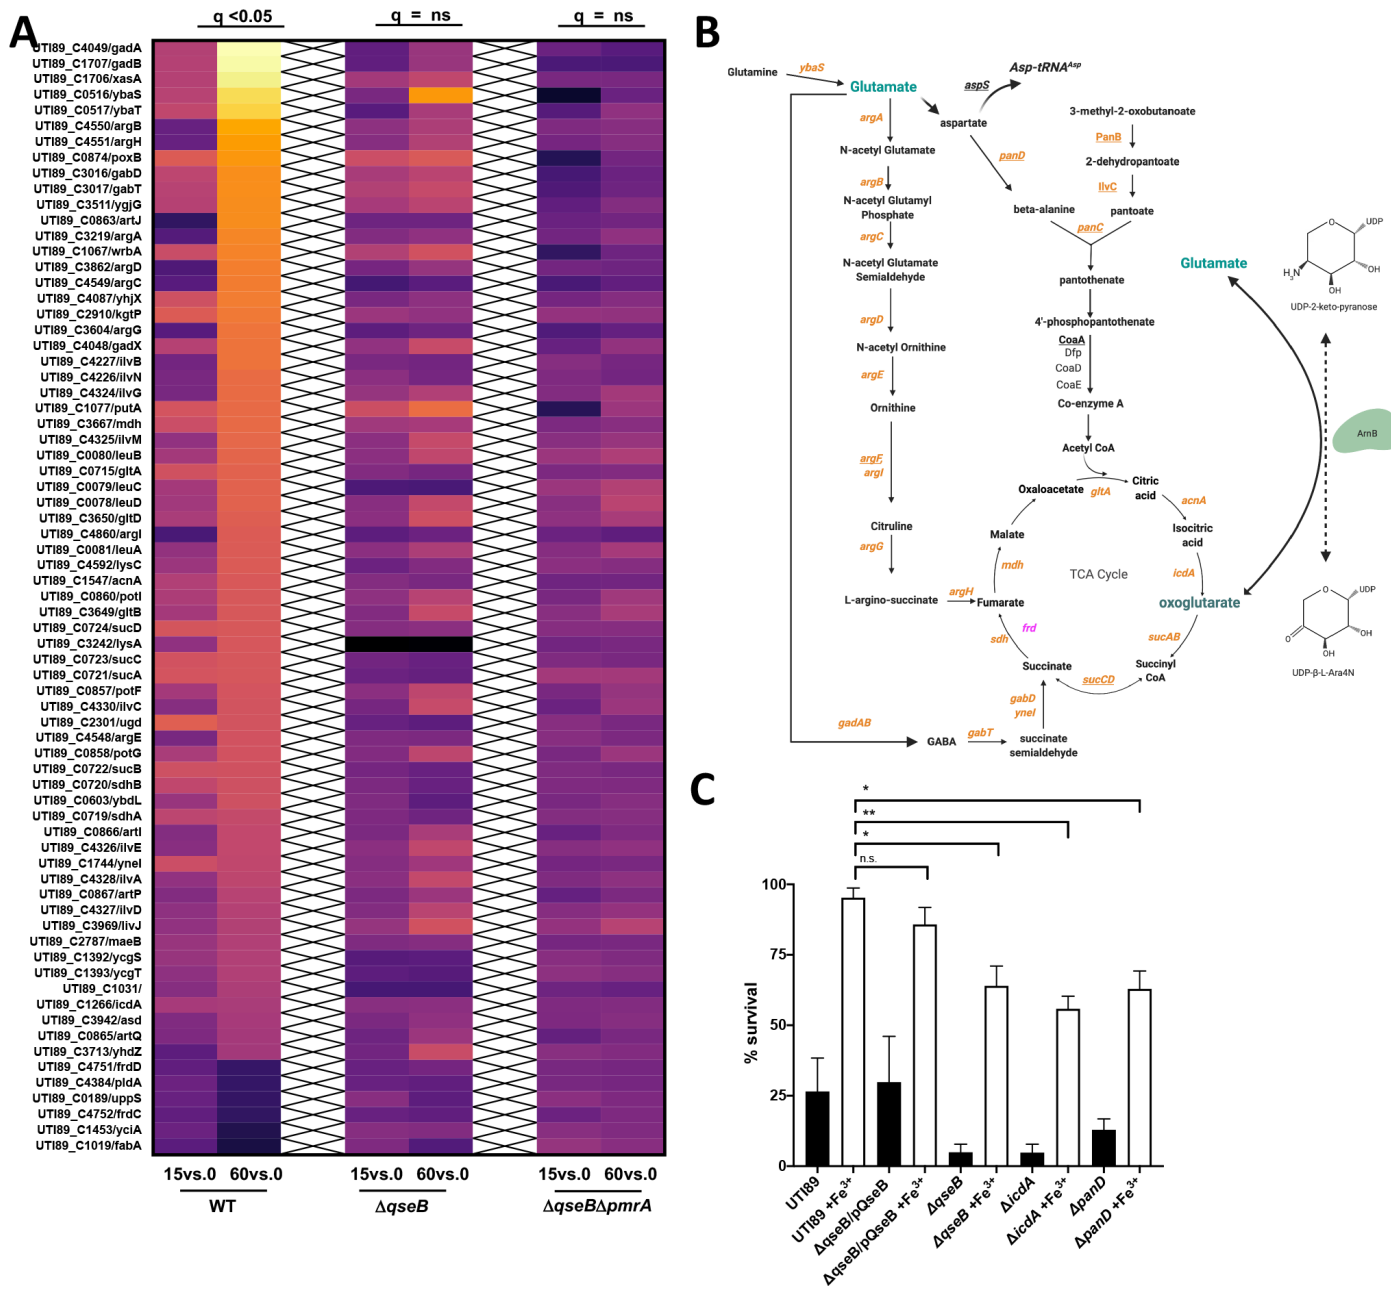 A
q <0.05
q = ns
q = ns
UTI89_C4049/gadA
UTI89_C1707/gadB
UTI89_C1706/xasA
UTI89_C0516/ybaS
UTI89_C0517/ybaT
UTI89_C4550/argB
UTI89_C4551/argH
UTI89_C0874/poxB
UTI89_C3016/gabD
UTI89_C3017/gabT
UTI89_C3511/ygjG
UTI89_C0863/artJ
UTI89_C3219/argA
UTI89_C1067/wrbA
UTI89_C3862/argD
UTI89_C4549/argC
UTI89_C4087/yhjX
UTI89_C2910/kgtP
UTI89_C3604/argG
UTI89_C4048/gadX
UTI89_C4227/ilvB
UTI89_C4226/ilvN
UTI89_C4324/ilvG
UTI89_C1077/putA
UTI89_C3667/mdh
UTI89_C4325/ilvM
UTI89_C0080/leuB
UTI89_C0715/gltA
UTI89_C0079/leuC
UTI89_C0078/leuD
UTI89_C3650/gltD
UTI89_C4860/argI
UTI89_C0081/leuA
UTI89_C4592/lysC
UTI89_C1547/acnA
UTI89_C0860/potI
UTI89_C3649/gltB
UTI89_C0724/sucD
UTI89_C3242/lysA
UTI89_C0723/sucC
UTI89_C0721/sucA
UTI89_C0857/potF
UTI89_C4330/ilvC
UTI89_C2301/ugd
UTI89_C4548/argE
UTI89_C0858/potG
UTI89_C0722/sucB
UTI89_C0720/sdhB
UTI89_C0603/ybdL
UTI89_C0719/sdhA
UTI89_C0866/artI
UTI89_C4326/ilvE
UTI89_C1744/yneI
UTI89_C4328/ilvA
UTI89_C0867/artP
UTI89_C4327/ilvD
UTI89_C3969/livJ
UTI89_C2787/maeB
UTI89_C1392/ycgS
UTI89_C1393/ycgT
UTI89_C1031/
UTI89_C1266/icdA
UTI89_C3942/asd
UTI89_C0865/artQ
UTI89_C3713/yhdZ
UTI89_C4751/frdD
UTI89_C4384/pldA
UTI89_C0189/uppS
UTI89_C4752/frdC
UTI89_C1453/yciA
UTI89_C1019/fabA
15vs.0 60vs.0
15vs.0 60vs.0
15vs.0 60vs.0
WT
ΔqseB
ΔqseBΔpmrA
B
Glutamine
ybaS
Glutamate
aspS
Asp-tRNAᴬˢᵖ
aspartate
argA
N-acetyl Glutamate
argB
N-acetyl Glutamyl
Phosphate
argC
N-acetyl Glutamate
Semialdehyde
argD
N-acetyl Ornithine
argE
Ornithine
argF,
argI
Citruline
argG
L-argino-succinate
argH
panD
beta-alanine
3-methyl-2-oxobutanoate
PanB
2-dehydropantoate
IlvC
pantoate
panC
pantothenate
4'-phosphopantothenate
CoaA
Dfp
CoaD
CoaE
Co-enzyme A
Acetyl CoA
Oxaloacetate
gltA
Citric
acid
acnA
Isocitric
acid
icdA
oxoglutarate
sucAB
Succinyl
CoA
sucCD
Succinate
sdh
frd
Fumarate
mdh
Malate
TCA Cycle
gabD
yneI
gadAB
GABA
gabT
succinate
semialdehyde
Glutamate
O
UDP
H₃N
OH
OH
UDP-2-keto-pyranose
ArnB
O
UDP
O
OH
OH
UDP-β-L-Ara4N
C
*
**
*
n.s.
% survival
100
75
50
25
0
UTI89
UTI89 +Fe³⁺
ΔqseB/pQseB
ΔqseB/pQseB +Fe³⁺
ΔqseB
ΔqseB +Fe³⁺
ΔicdA
ΔicdA +Fe³⁺
ΔpanD
ΔpanD +Fe³⁺